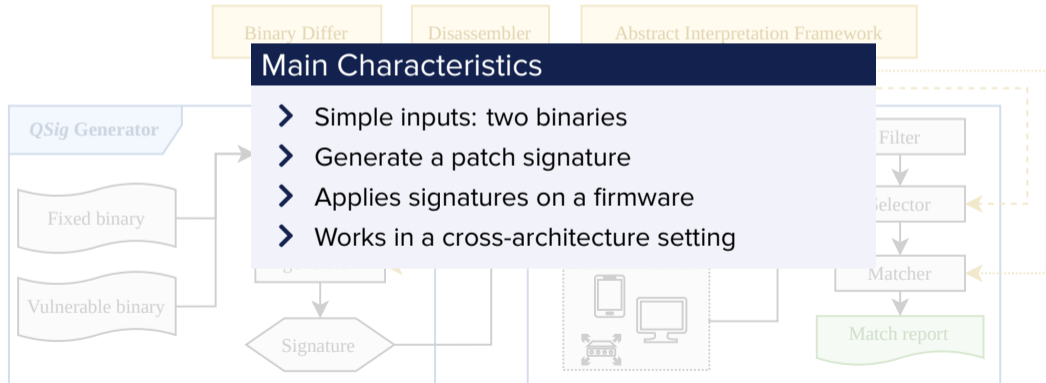 Binary Differ
Disassembler
Abstract Interpretation Framework
Main Characteristics
Simple inputs: two binaries
Generate a patch signature
Applies signatures on a firmware
Works in a cross-architecture setting
QSig Generator
Fixed binary
Vulnerable binary
Signature
Filter
Matcher
Match report